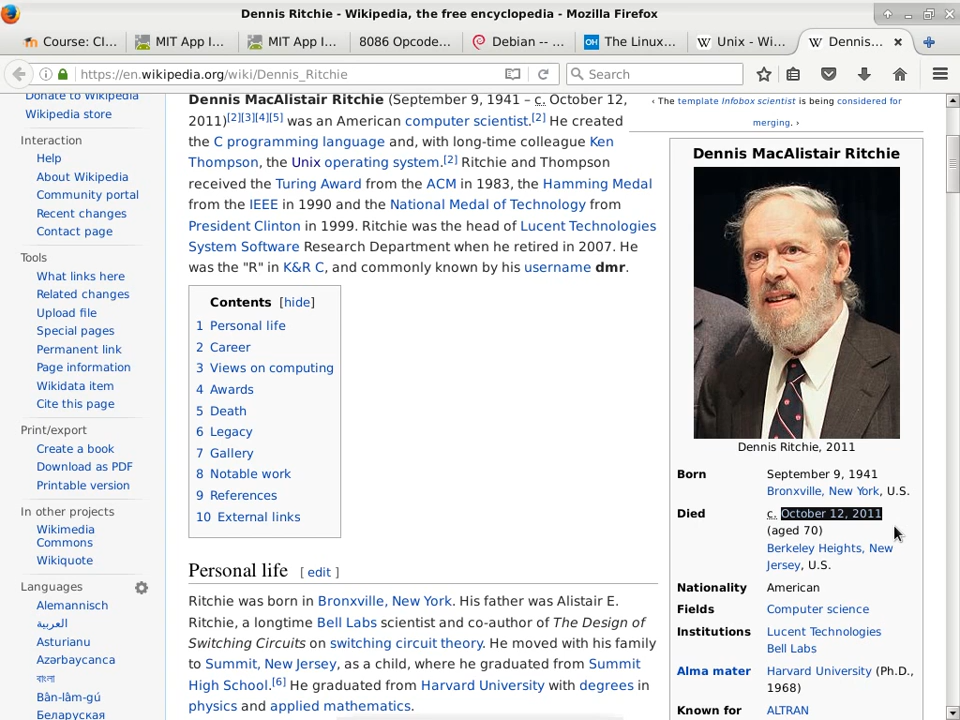 Dennis Ritchie - Wikipedia, the free encyclopedia - Mozilla Firefox
Course: CI...
MIT App I...
MIT App I...
8086 Opcode...
Debian -- ...
The Linux...
Unix - Wi...
Dennis...
https://en.wikipedia.org/wiki/Dennis_Ritchie
Search
Donate to Wikipedia
Wikipedia store
Interaction
Help
About Wikipedia
Community portal
Recent changes
Contact page
Tools
What links here
Related changes
Upload file
Special pages
Permanent link
Page information
Wikidata item
Cite this page
Print/export
Create a book
Download as PDF
Printable version
In other projects
Wikimedia
Commons
Wikiquote
Languages
Alemannisch
العربية
Asturianu
Azərbaycanca
বাংলা
Bân-lâm-gú
Беларуская
Dennis MacAlistair Ritchie (September 9, 1941 – c. October 12,
2011)[2][3][4][5] was an American computer scientist.[2] He created
the C programming language and, with long-time colleague Ken
Thompson, the Unix operating system.[2] Ritchie and Thompson
received the Turing Award from the ACM in 1983, the Hamming Medal
from the IEEE in 1990 and the National Medal of Technology from
President Clinton in 1999. Ritchie was the head of Lucent Technologies
System Software Research Department when he retired in 2007. He
was the "R" in K&R C, and commonly known by his username dmr.
Contents [hide]
1 Personal life
2 Career
3 Views on computing
4 Awards
5 Death
6 Legacy
7 Gallery
8 Notable work
9 References
10 External links
Personal life [ edit ]
Ritchie was born in Bronxville, New York. His father was Alistair E.
Ritchie, a longtime Bell Labs scientist and co-author of The Design of
Switching Circuits on switching circuit theory. He moved with his family
to Summit, New Jersey, as a child, where he graduated from Summit
High School.[6] He graduated from Harvard University with degrees in
physics and applied mathematics.
‹ The template Infobox scientist is being considered for
merging. ›
Dennis MacAlistair Ritchie
Dennis Ritchie, 2011
Born September 9, 1941
Bronxville, New York, U.S.
Died c. October 12, 2011
(aged 70)
Berkeley Heights, New
Jersey, U.S.
Nationality American
Fields Computer science
Institutions Lucent Technologies
Bell Labs
Alma mater Harvard University (Ph.D.,
1968)
Known for ALTRAN